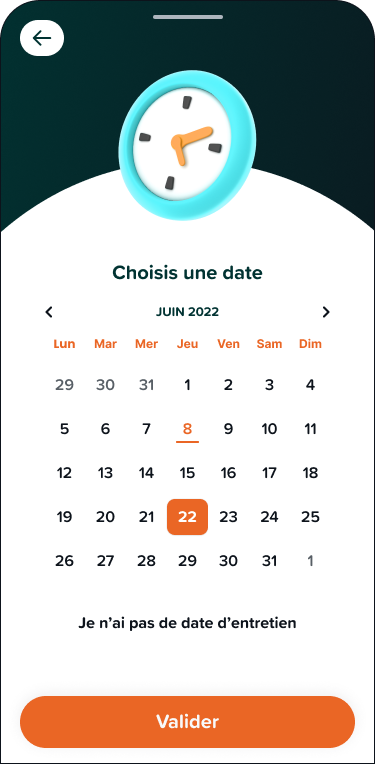 Choisis une date
JUIN 2022
Lun Mar Mer Jeu Ven Sam Dim
29 30 31 1 2 3 4
5 6 7 8 9 10 11
12 13 14 15 16 17 18
19 20 21 22 23 24 25
26 27 28 29 30 31 1
Je n’ai pas de date d’entretien
Valider